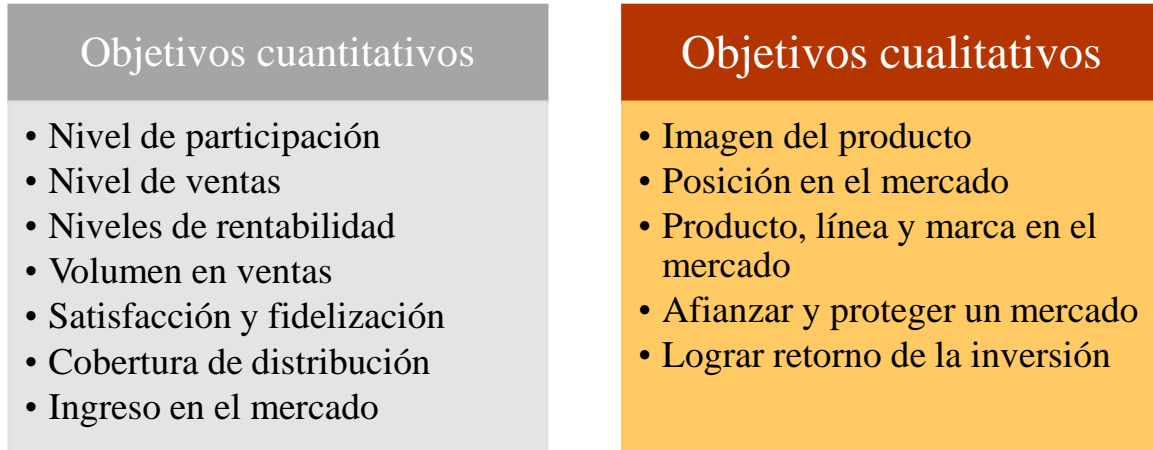 Objetivos cuantitativos
• Nivel de participación
• Nivel de ventas
• Niveles de rentabilidad
• Volumen en ventas
• Satisfacción y fidelización
• Cobertura de distribución
• Ingreso en el mercado
Objetivos cualitativos
• Imagen del producto
• Posición en el mercado
• Producto, línea y marca en el
mercado
• Afianzar y proteger un mercado
• Lograr retorno de la inversión